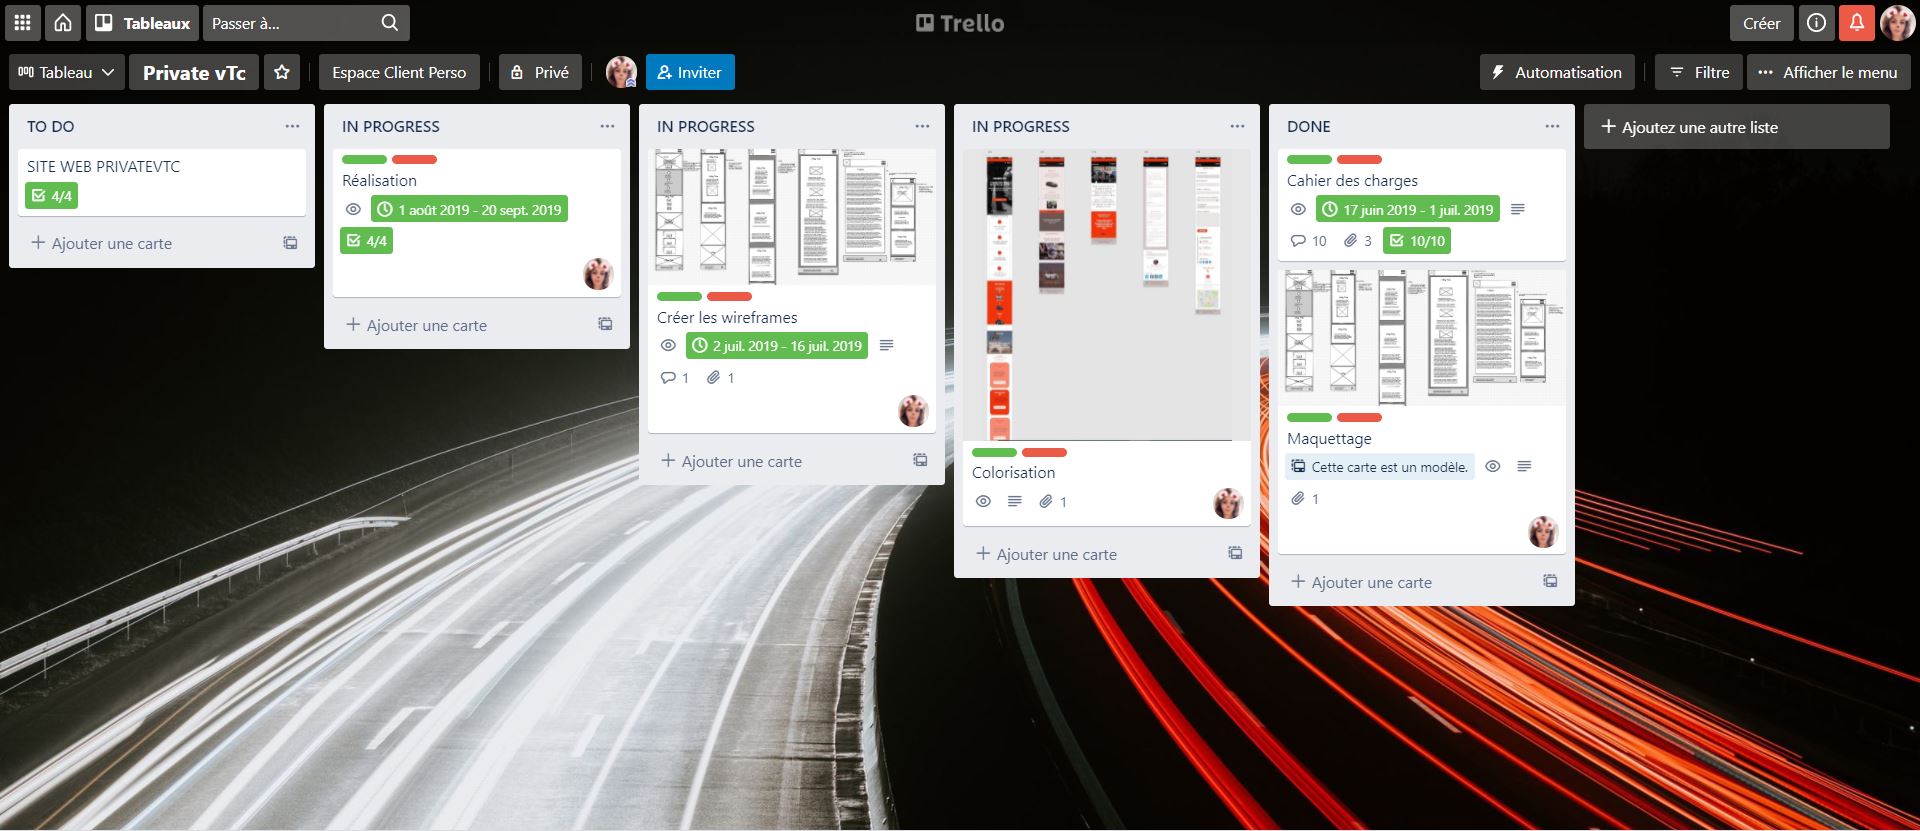 Tableaux
Passer à...
Trello
Créer
Tableau
Private vTc
Espace Client Perso
Privé
Inviter
Automatisation
Filtre
Afficher le menu
TO DO
SITE WEB PRIVATEVTC
4/4
Ajouter une carte
IN PROGRESS
Réalisation
1 août 2019 - 20 sept. 2019
4/4
Ajouter une carte
IN PROGRESS
Créer les wireframes
2 juil. 2019 - 16 juil. 2019
1 1
Ajouter une carte
IN PROGRESS
Colorisation
1
Ajouter une carte
DONE
Cahier des charges
17 juin 2019 - 1 juil. 2019
10 3 10/10
Maquettage
Cette carte est un modèle.
1
Ajouter une carte
Ajoutez une autre liste